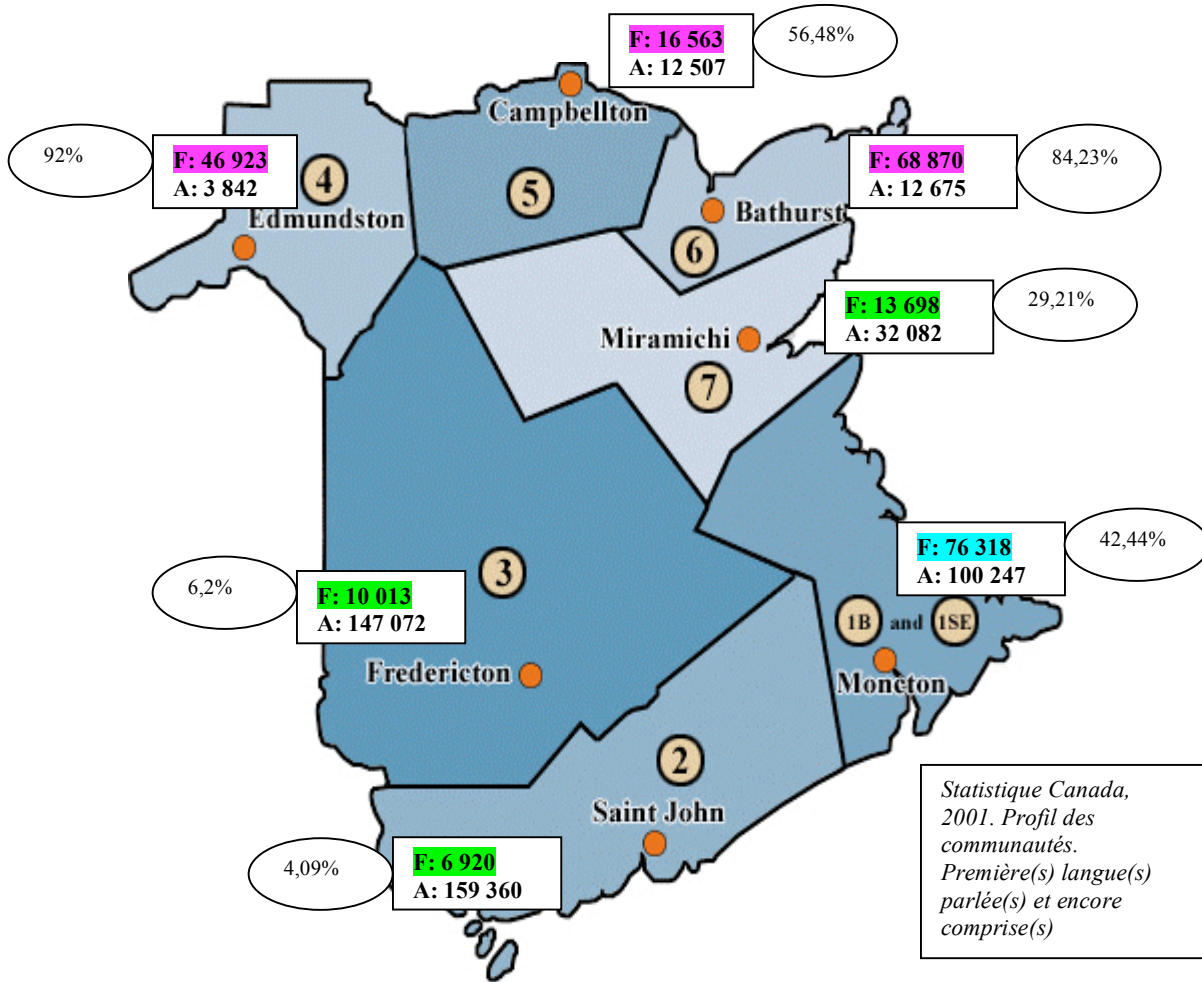 F: 16 563
A: 12 507
56,48%
Campbellton
92%
F: 46 923
A: 3 842
4
Edmundston
5
F: 68 870
A: 12 675
84,23%
Bathurst
6
F: 13 698
A: 32 082
29,21%
Miramichi
7
F: 76 318
A: 100 247
42,44%
6,2%
F: 10 013
A: 147 072
3
1B and 1SE
Fredericton
Moncton
2
Saint John
4,09%
F: 6 920
A: 159 360
Statistique Canada,
2001. Profil des
communautés.
Première(s) langue(s)
parlée(s) et encore
comprise(s)